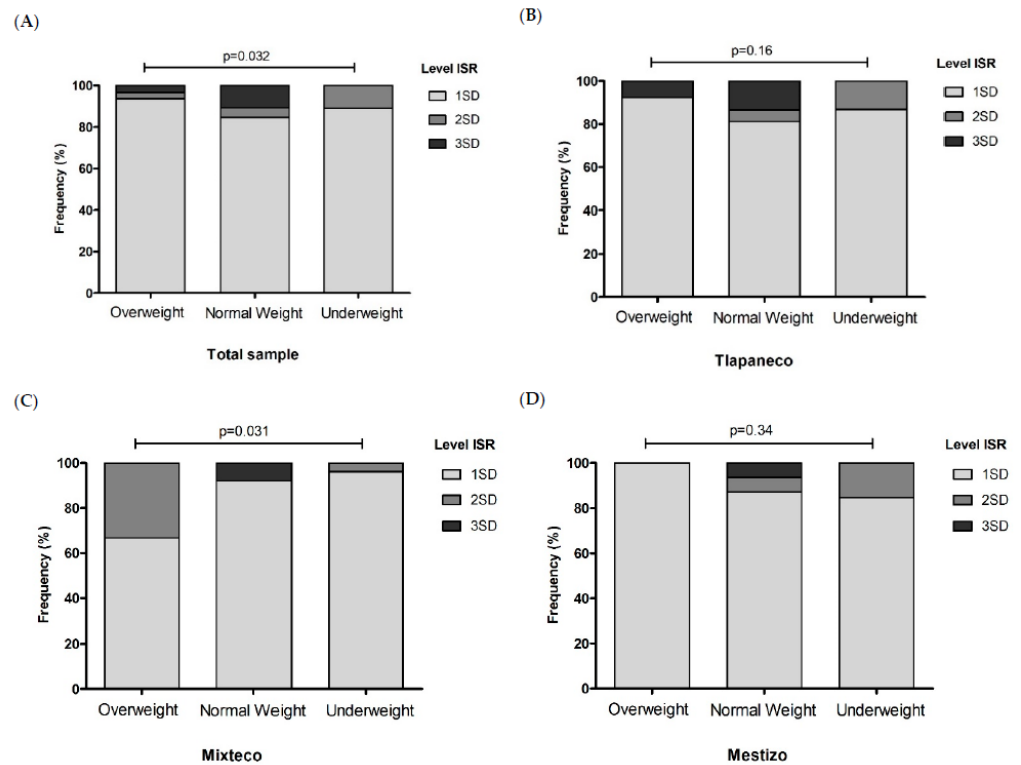 (A)
p=0.032
Level ISR
1SD
2SD
3SD
Frequency (%)
100
80
60
40
20
0
Overweight Normal Weight Underweight
Total sample
(B)
p=0.16
Level ISR
1SD
2SD
3SD
Frequency (%)
100
80
60
40
20
0
Overweight Normal Weight Underweight
Tlapaneco
(C)
p=0.031
Level ISR
1SD
2SD
3SD
Frequency (%)
100
80
60
40
20
0
Overweight Normal Weight Underweight
Mixteco
(D)
p=0.34
Level ISR
1SD
2SD
3SD
Frequency (%)
100
80
60
40
20
0
Overweight Normal Weight Underweight
Mestizo